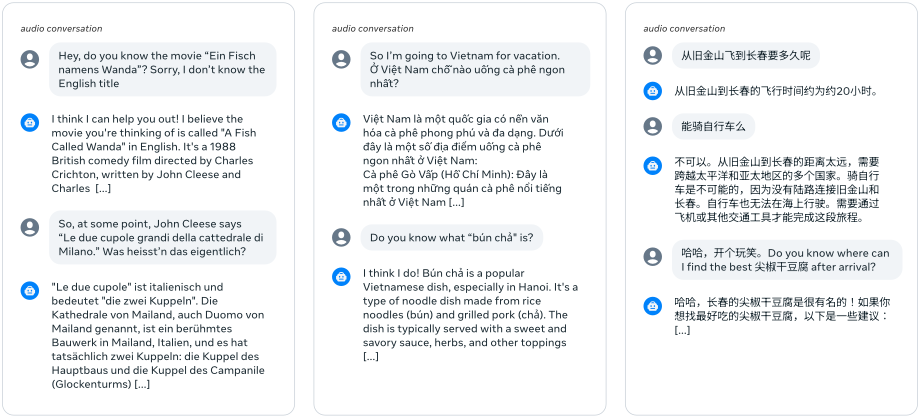 audio conversation
Hey, do you know the movie “Ein Fisch
namens Wanda”? Sorry, I don’t know the
English title
I think I can help you out! I believe the
movie you're thinking of is called "A Fish
Called Wanda" in English. It's a 1988
British comedy film directed by Charles
Crichton, written by John Cleese and
Charles [...]
So, at some point, John Cleese says
“Le due cupole grandi della cattedrale di
Milano.” Was heisst’n das eigentlich?
"Le due cupole" ist italienisch und
bedeutet "die zwei Kuppeln". Die
Kathedrale von Mailand, auch Duomo von
Mailand genannt, ist ein berühmtes
Bauwerk in Mailand, Italien, und es hat
tatsächlich zwei Kuppeln: die Kuppel des
Hauptbaus und die Kuppel des Campanile
(Glockenturms) [...]
audio conversation
So I’m going to Vietnam for vacation.
Ở Việt Nam chỗ nào uống cà phê ngon
nhất?
Việt Nam là một quốc gia có nền văn
hóa cà phê phong phú và đa dạng. Dưới
đây là một số địa điểm uống cà phê
ngon nhất ở Việt Nam:
Cà phê Gò Vấp (Hồ Chí Minh): Đây là
một trong những quán cà phê nổi tiếng
nhất ở Việt Nam [...]
Do you know what “bún chả” is?
I think I do! Bún chả is a popular
Vietnamese dish, especially in Hanoi. It's a
type of noodle dish made from rice
noodles (bún) and grilled pork (chả). The
dish is typically served with a sweet and
savory sauce, herbs, and other toppings
[...]
audio conversation
从旧金山飞到长春要多久呢
从旧金山到长春的飞行时间约为约20小时。
能骑自行车么
不可以。从旧金山到长春的距离太远，需要
跨越太平洋和亚太地区的多个国家。骑自行
车是不可能的，因为没有陆路连接旧金山和
长春。自行车也无法在海上行驶。需要通过
飞机或其他交通工具才能完成这段旅程。
哈哈，开个玩笑。Do you know where can
I find the best 尖椒干豆腐 after arrival?
哈哈，长春的尖椒干豆腐是很有名的！如果你
想找最好吃的尖椒干豆腐，以下是一些建议：
[...]